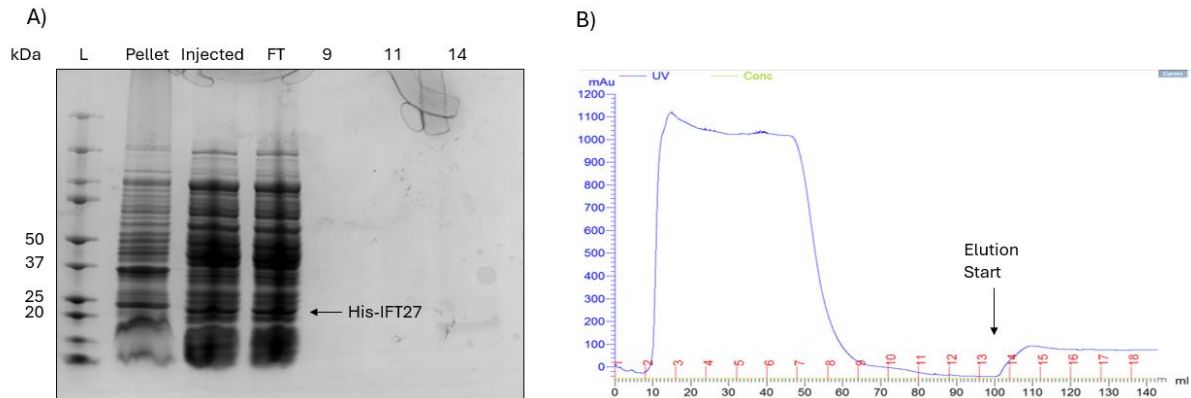 A)
kDa L Pellet Injected FT 9 11 14
50
37
25
20
His-IFT27
B)
mAu
UV
Conc
Curves
1200
1100
1000
900
800
700
600
500
400
300
200
100
0
Elution
Start
1 2 3 4 5 6 7 8 9 10 11 12 13 14 15 16 17 18
0 10 20 30 40 50 60 70 80 90 100 110 120 130 140 ml